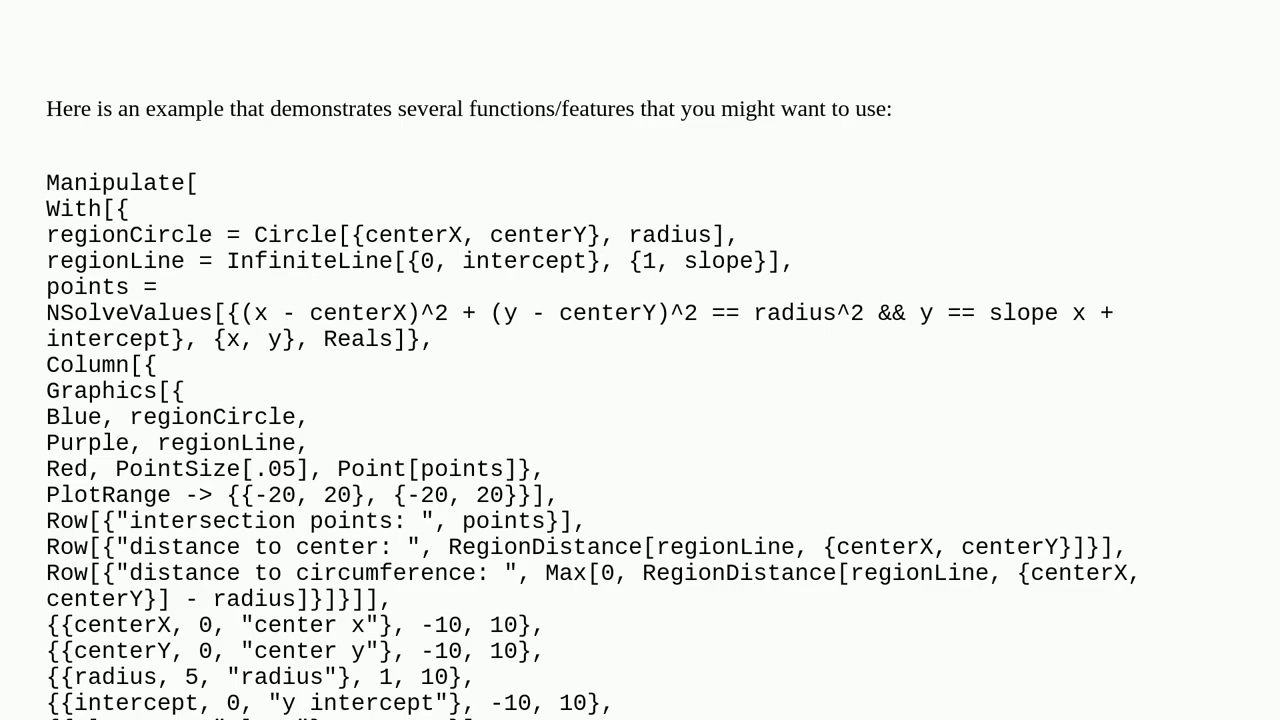 Here is an example that demonstrates several functions/features that you might want to use:
Manipulate[
With[{
regionCircle = Circle[{centerX, centerY}, radius],
regionLine = InfiniteLine[{0, intercept}, {1, slope}],
points =
NSolveValues[{(x - centerX)^2 + (y - centerY)^2 == radius^2 && y == slope x +
intercept}, {x, y}, Reals]},
Column[{
Graphics[{
Blue, regionCircle,
Purple, regionLine,
Red, PointSize[.05], Point[points]},
PlotRange -> {{-20, 20}, {-20, 20}}],
Row[{"intersection points: ", points}],
Row[{"distance to center: ", RegionDistance[regionLine, {centerX, centerY}]}],
Row[{"distance to circumference: ", Max[0, RegionDistance[regionLine, {centerX,
centerY}] - radius]}]}]],
{{centerX, 0, "center x"}, -10, 10},
{{centerY, 0, "center y"}, -10, 10},
{{radius, 5, "radius"}, 1, 10},
{{intercept, 0, "y intercept"}, -10, 10},